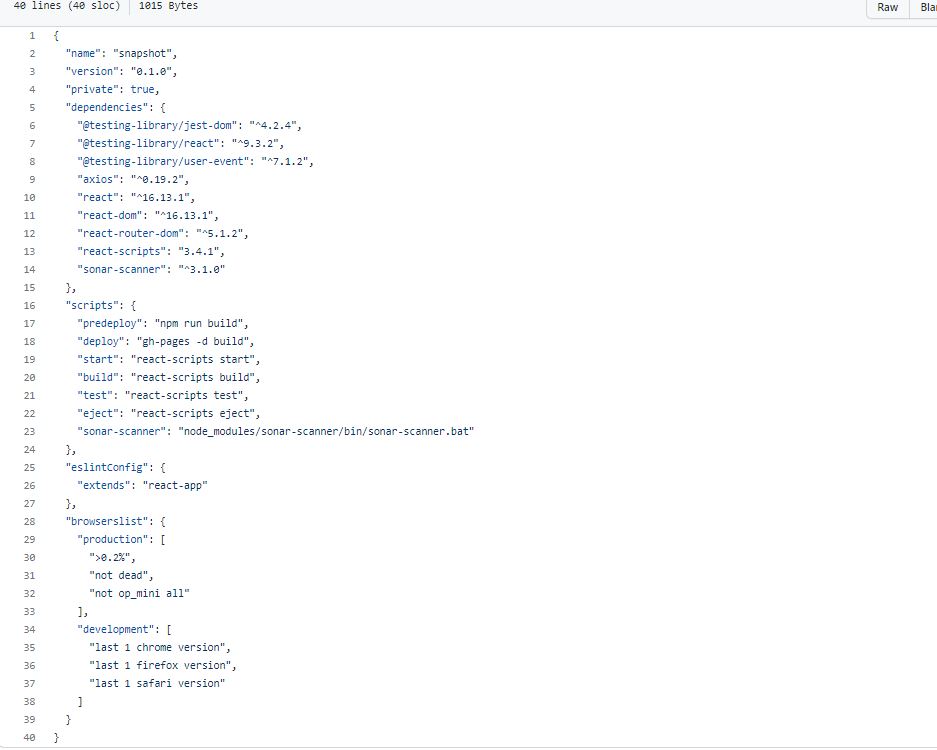 40 lines (40 sloc) 1015 Bytes Raw
1 {
2 "name": "snapshot",
3 "version": "0.1.0",
4 "private": true,
5 "dependencies": {
6 "@testing-library/jest-dom": "^4.2.4",
7 "@testing-library/react": "^9.3.2",
8 "@testing-library/user-event": "^7.1.2",
9 "axios": "^0.19.2",
10 "react": "^16.13.1",
11 "react-dom": "^16.13.1",
12 "react-router-dom": "^5.1.2",
13 "react-scripts": "3.4.1",
14 "sonar-scanner": "^3.1.0"
15 },
16 "scripts": {
17 "predeploy": "npm run build",
18 "deploy": "gh-pages -d build",
19 "start": "react-scripts start",
20 "build": "react-scripts build",
21 "test": "react-scripts test",
22 "eject": "react-scripts eject",
23 "sonar-scanner": "node_modules/sonar-scanner/bin/sonar-scanner.bat"
24 },
25 "eslintConfig": {
26 "extends": "react-app"
27 },
28 "browserslist": {
29 "production": [
30 ">0.2%",
31 "not dead",
32 "not op_mini all"
33 ],
34 "development": [
35 "last 1 chrome version",
36 "last 1 firefox version",
37 "last 1 safari version"
38 ]
39 }
40 }